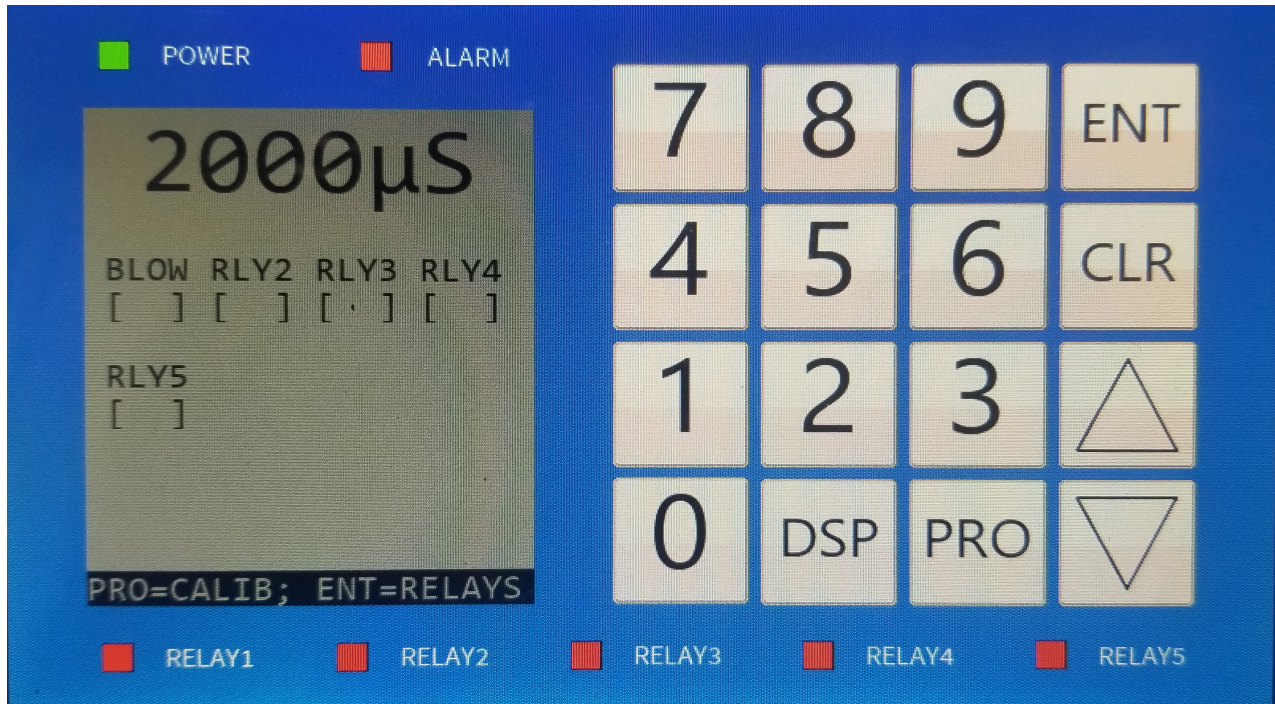 POWER ALARM
2000µS
BLOW RLY2 RLY3 RLY4
[ ] [ ] [ ] [ ]
RLY5
[ ]
PRO=CALIB; ENT=RELAYS
7 8 9 ENT
4 5 6 CLR
1 2 3
0 DSP PRO
RELAY1 RELAY2 RELAY3 RELAY4 RELAY5